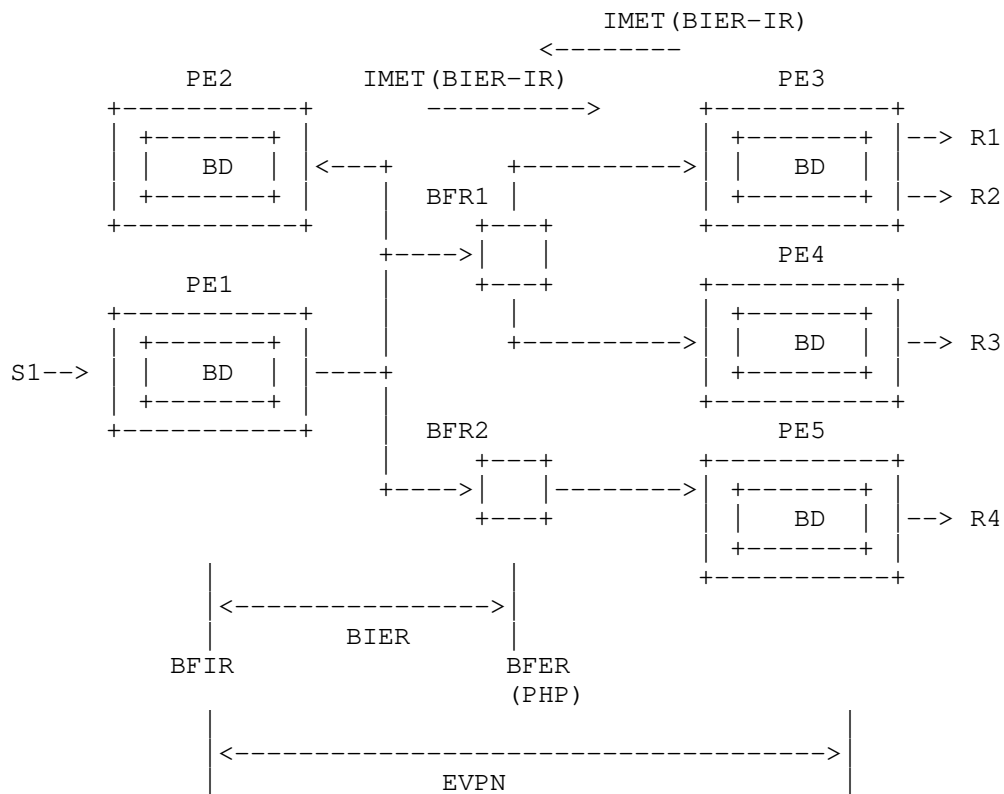 IMET(BIER-IR)
<--------
PE2 IMET(BIER-IR) PE3
---------->
R1
BD BD
BFR1 R2
PE4
PE1
BD R3
S1--> BD
BFR2 PE5
BD R4
BIER
BFIR BFER
(PHP)
EVPN